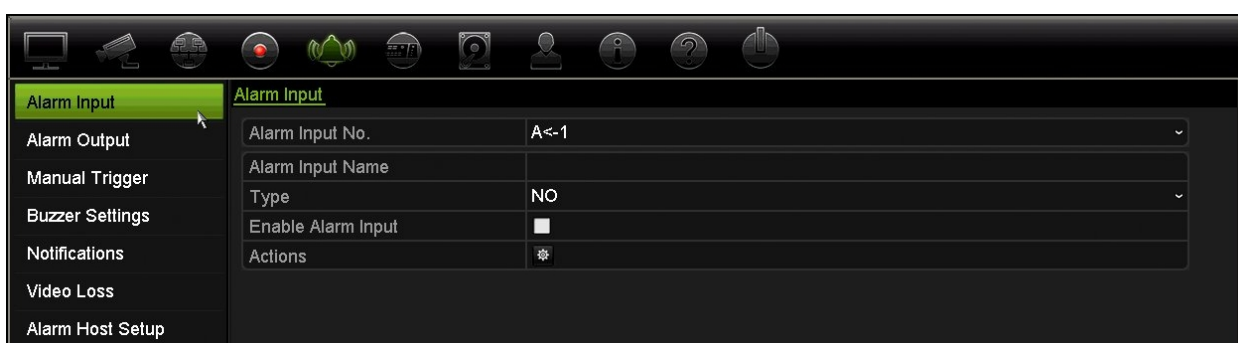 Alarm Input
Alarm Output
Manual Trigger
Buzzer Settings
Notifications
Video Loss
Alarm Host Setup
Alarm Input
Alarm Input No. A<-1
Alarm Input Name
Type NO
Enable Alarm Input
Actions